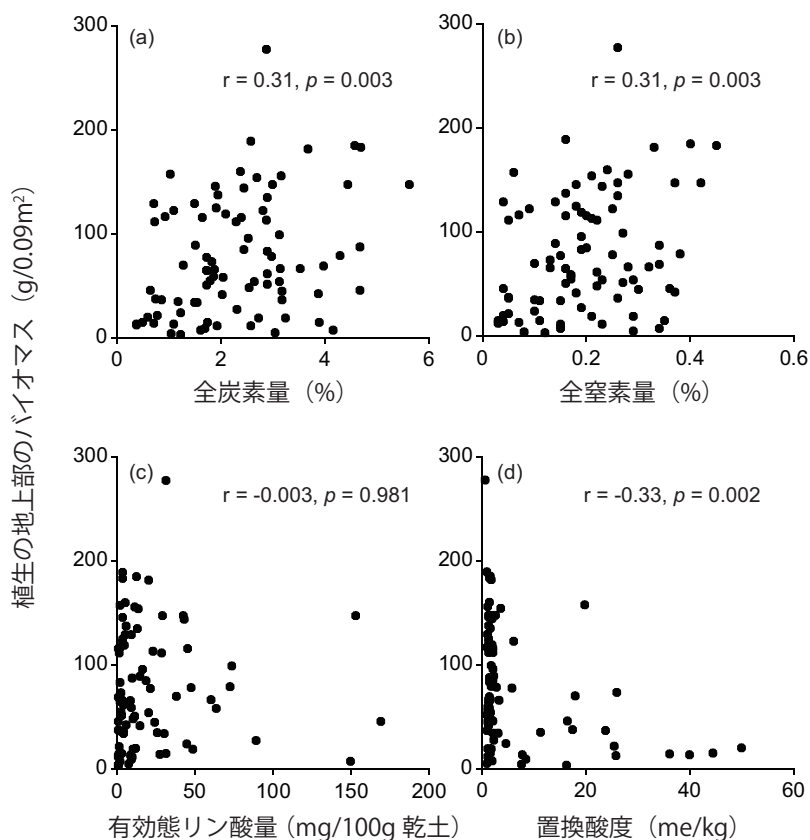 植生の地上部のバイオマス（g/0.09m²）
(a)
r = 0.31, p = 0.003
300
200
100
0
0 2 4 6
全炭素量（%）
(b)
r = 0.31, p = 0.003
300
200
100
0
0 0.2 0.4 0.6
全窒素量（%）
(c)
r = -0.003, p = 0.981
300
200
100
0
0 50 100 150 200
有効態リン酸量（mg/100g 乾土）
(d)
r = -0.33, p = 0.002
300
200
100
0
0 20 40 60
置換酸度（me/kg）